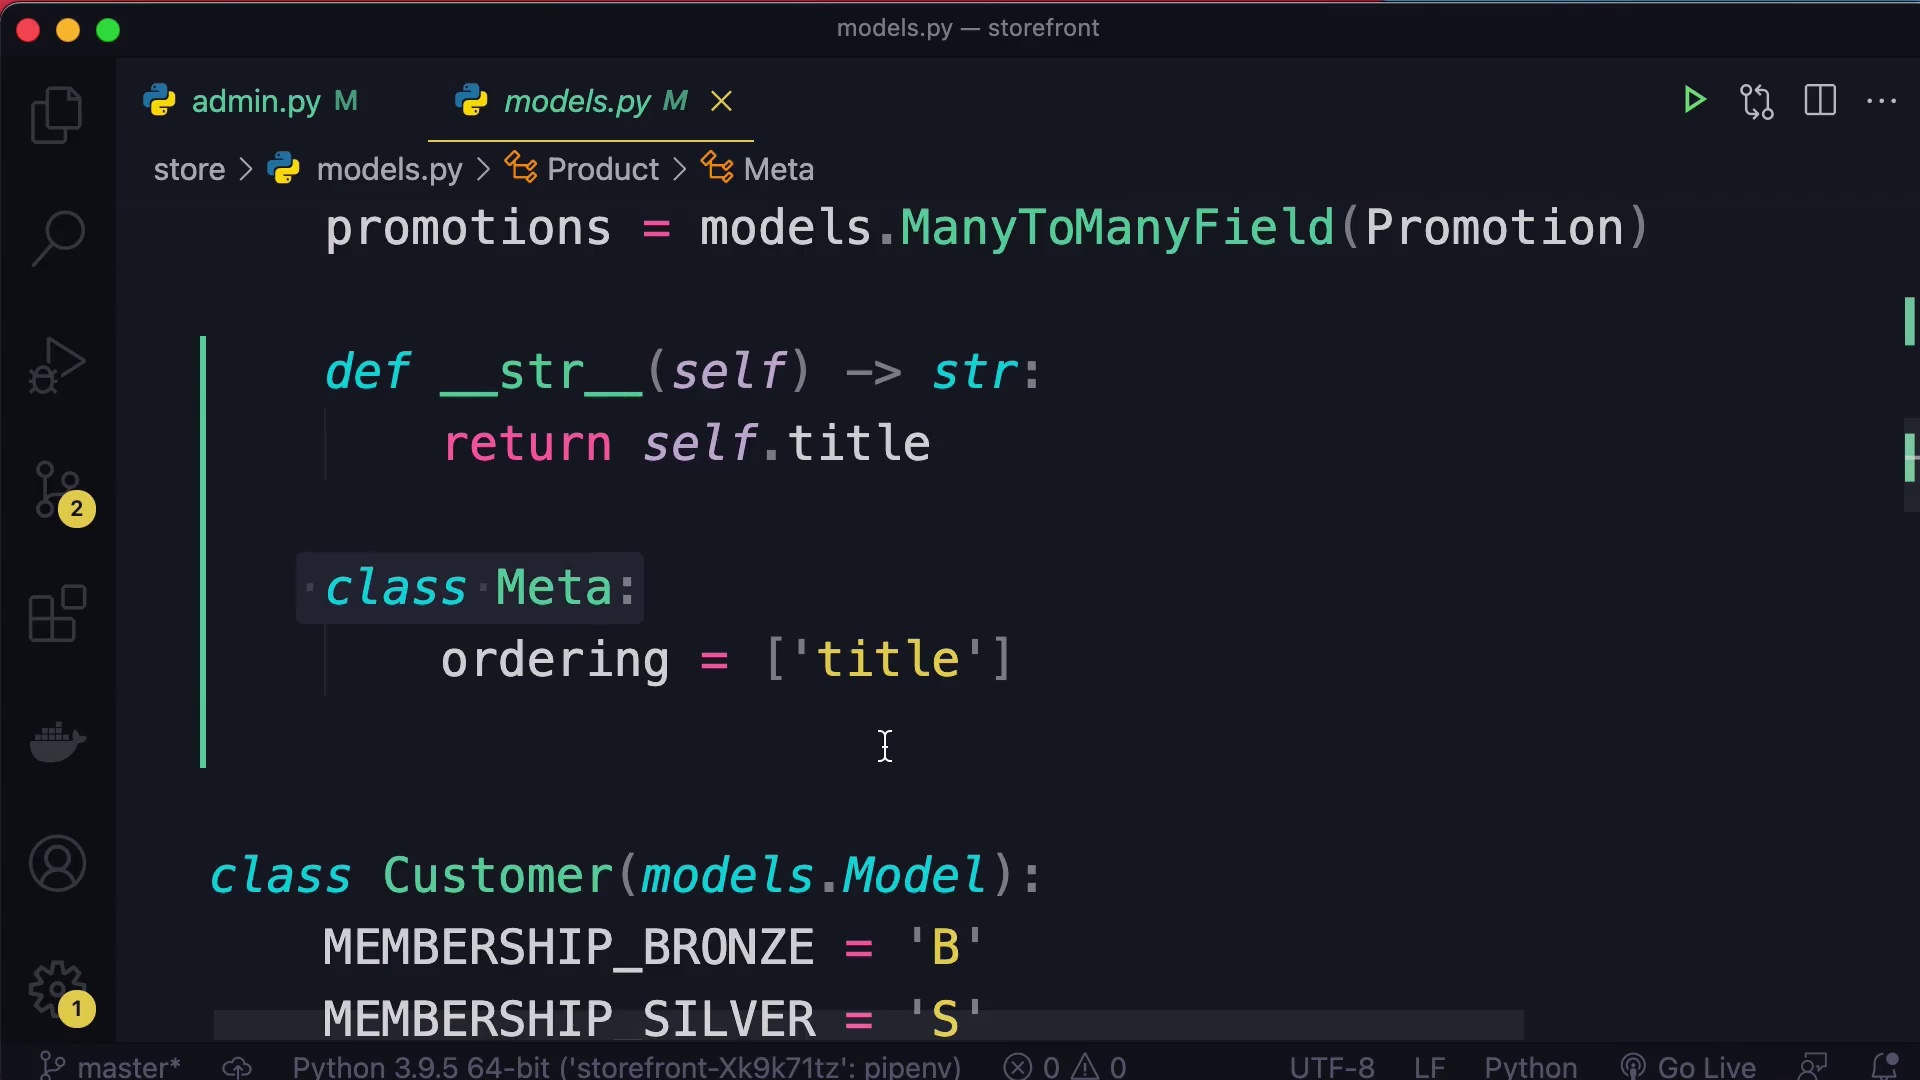 models.py — storefront
admin.py M models.py M
store > models.py > Product > Meta
promotions = models.ManyToManyField(Promotion)
def __str__(self) -> str:
return self.title
class Meta:
ordering = ['title']
class Customer(models.Model):
MEMBERSHIP_BRONZE = 'B'
MEMBERSHIP_SILVER = 'S'
2
1
master* Python 3.9.5 64-bit ('storefront-Xk9k71tz': pipenv) 0 0 UTF-8 LF Python Go Live